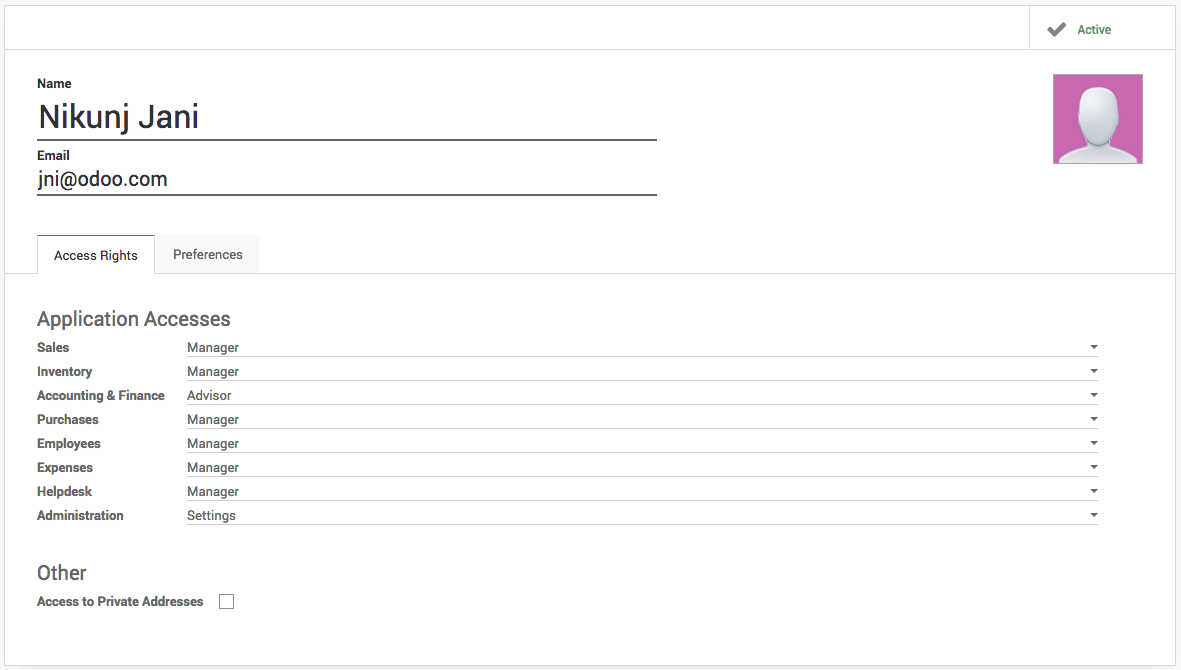 Active
Name
Nikunj Jani
Email
jni@odoo.com
Access Rights Preferences
Application Accesses
Sales Manager
Inventory Manager
Accounting & Finance Advisor
Purchases Manager
Employees Manager
Expenses Manager
Helpdesk Manager
Administration Settings
Other
Access to Private Addresses